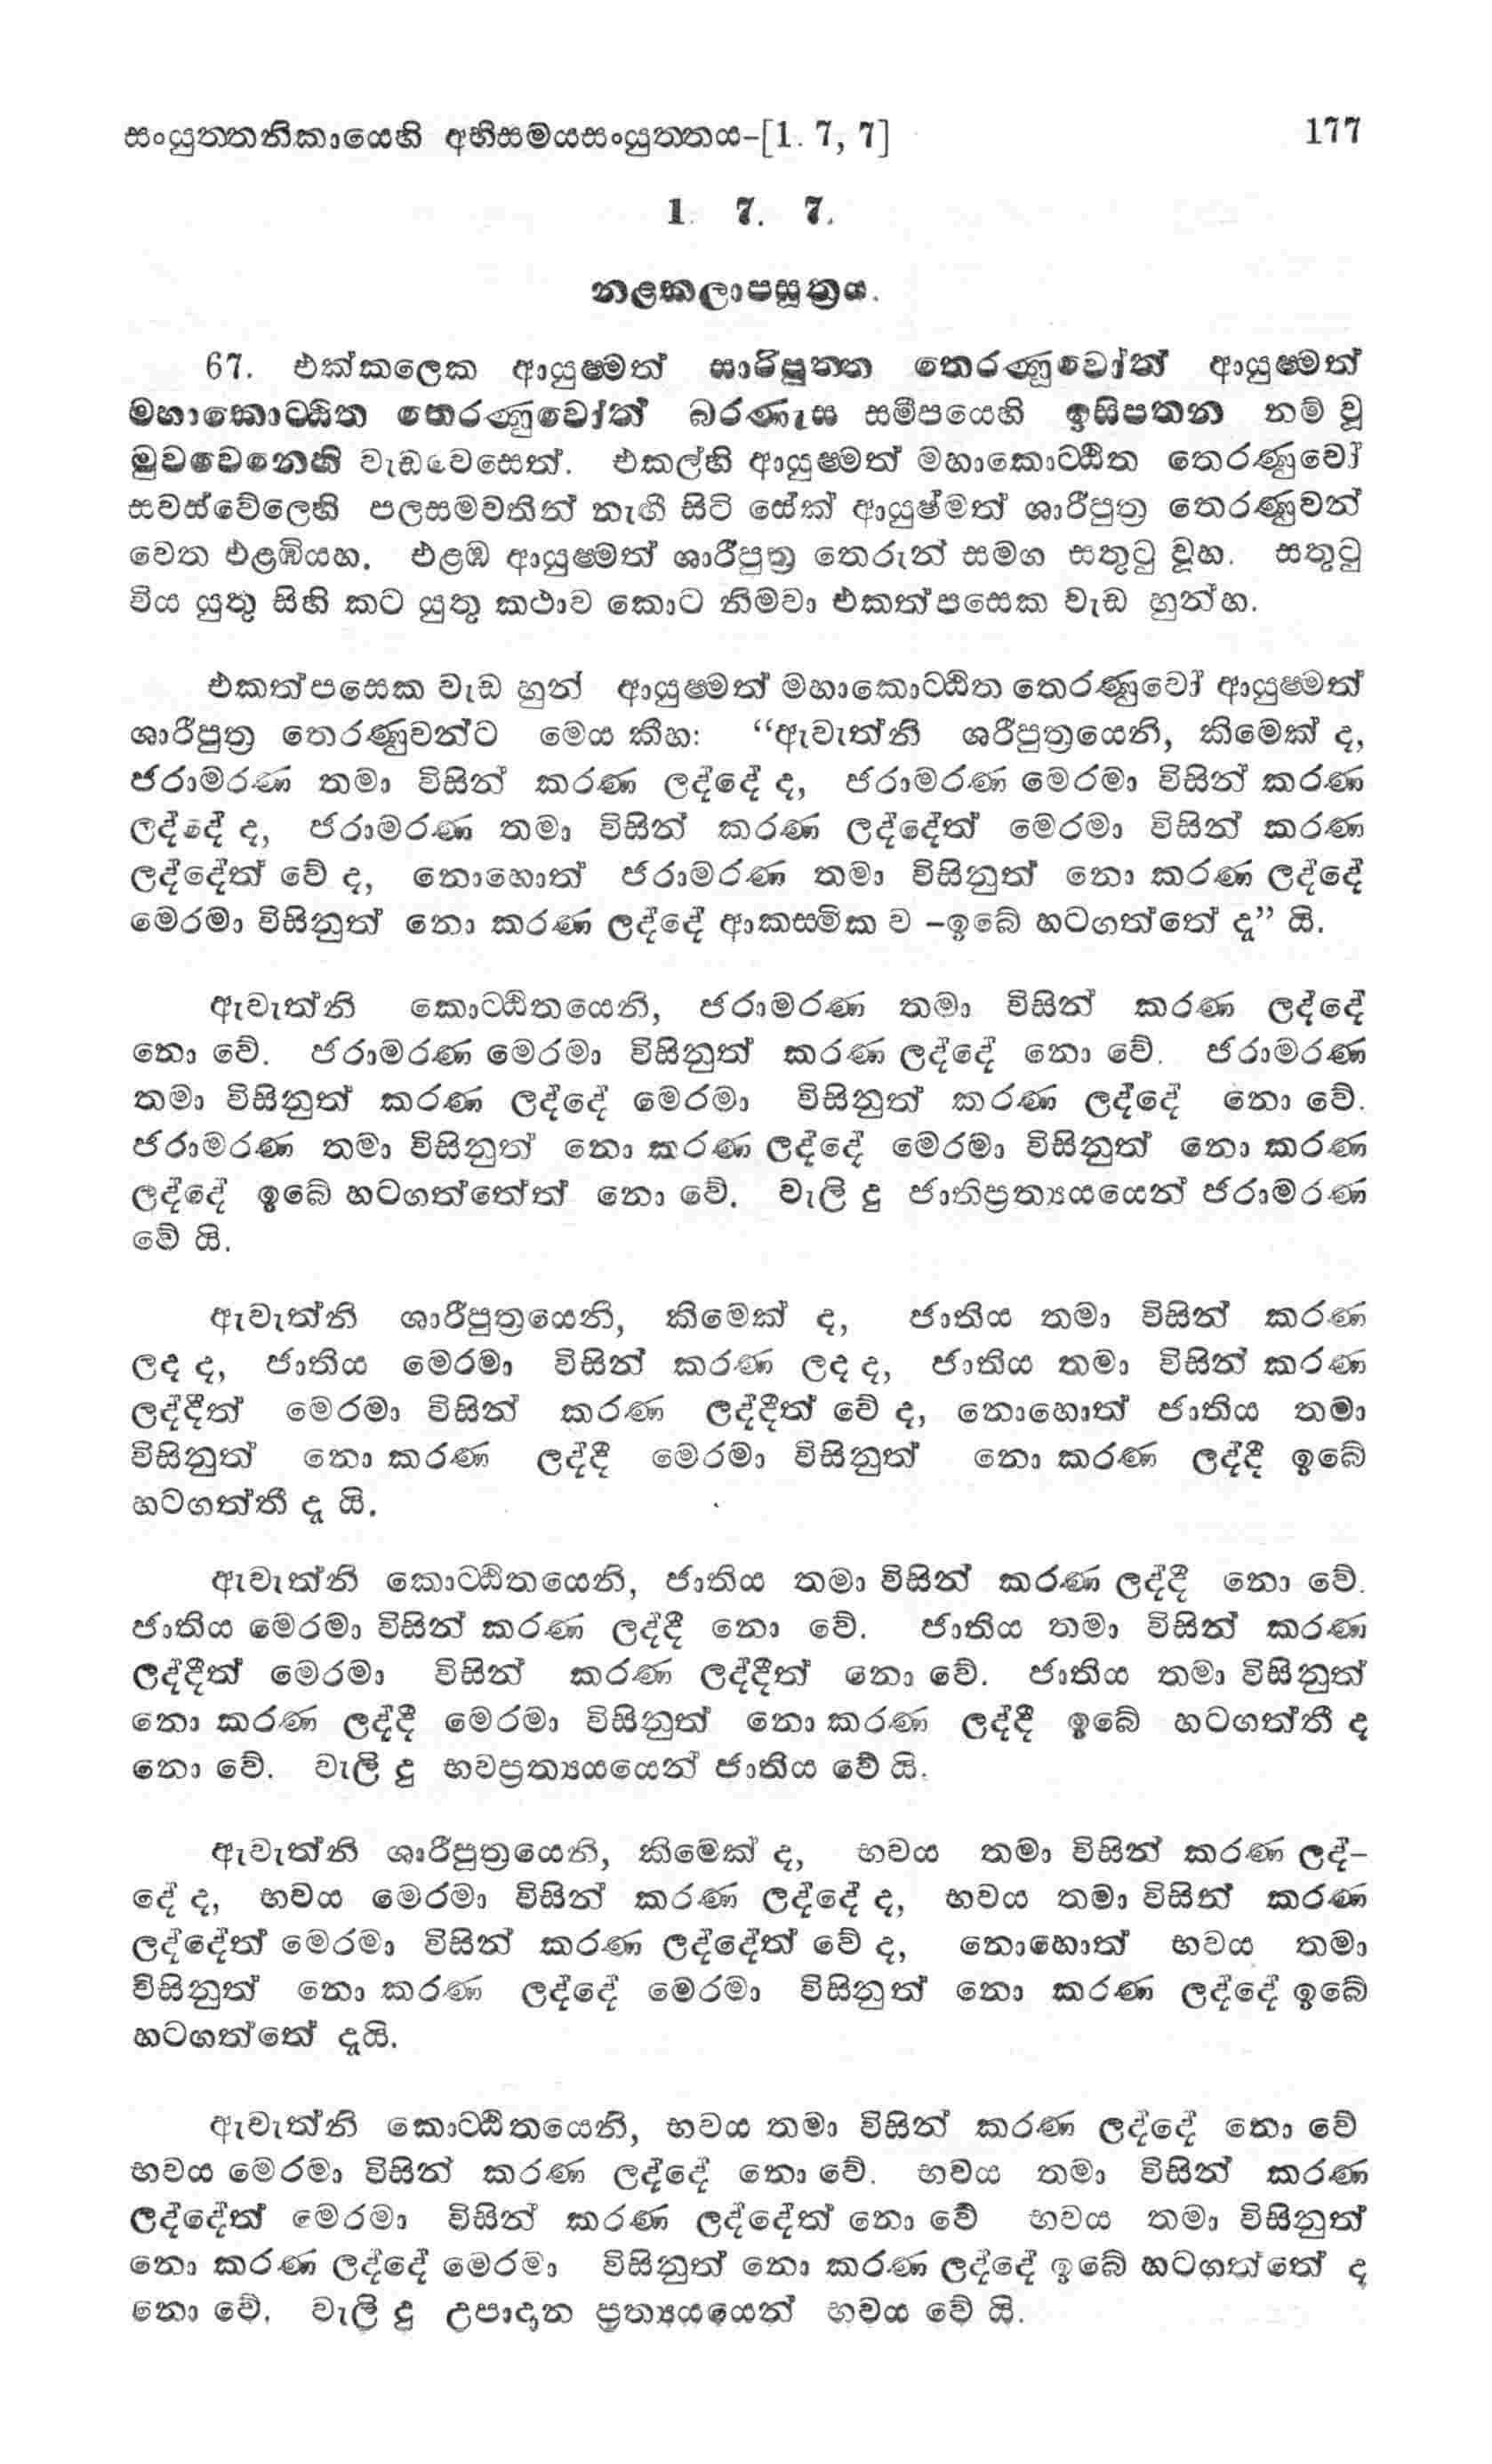 සංයුත්තනිකායෙහි අභිසමයසංයුත්තය-[1. 7, 7] 177
1. 7. 7.
නළකලාපසූත්‍රය.
67. එක්කලෙක ආයුෂ්මත් සාරිපුත්ත තෙරණුවෝත් ආයුෂ්මත්
මහාකොට්ඨිත තෙරණුවෝත් බරණැස සමීපයෙහි ඉසිපතන නම් වූ
මුවවෙනෙහි වැඩවෙසෙත්. එකල්හි ආයුෂ්මත් මහාකොට්ඨිත තෙරණුවෝ
සවස්වේලෙහි පලසමවතින් නැඟී සිටි සේක් ආයුෂ්මත් ශාරීපුත්‍ර තෙරණුවන්
වෙත එළඹියහ. එළඹ ආයුෂ්මත් ශාරීපුත්‍ර තෙරුන් සමග සතුටු වූහ. සතුටු
විය යුතු සිහි කට යුතු කථාව කොට නිමවා එකත්පසෙක වැඩ හුන්හ.
එකත්පසෙක වැඩ හුන් ආයුෂ්මත් මහාකොට්ඨිත තෙරණුවෝ ආයුෂ්මත්
ශාරීපුත්‍ර තෙරණුවන්ට මෙය කීහ: “ඇවැත්නි ශරීපුත්‍රයෙනි, කිමෙක් ද,
ජරාමරණ තමා විසින් කරණ ලද්දේ ද, ජරාමරණ මෙරමා විසින් කරණ
ලද්දේ ද, ජරාමරණ තමා විසින් කරණ ලද්දේත් මෙරමා විසින් කරණ
ලද්දේත් වේ ද, නොහොත් ජරාමරණ තමා විසිනුත් නො කරණ ලද්දේ
මෙරමා විසිනුත් නො කරණ ලද්දේ ආකස්මික ව -ඉබේ හටගත්තේ දැ” යි.
ඇවැත්නි කොට්ඨිතයෙනි, ජරාමරණ තමා විසින් කරණ ලද්දේ
නො වේ. ජරාමරණ මෙරමා විසිනුත් කරණ ලද්දේ නො වේ. ජරාමරණ
තමා විසිනුත් කරණ ලද්දේ මෙරමා විසිනුත් කරණ ලද්දේ නො වේ.
ජරාමරණ තමා විසිනුත් නො කරණ ලද්දේ මෙරමා විසිනුත් නො කරණ
ලද්දේ ඉබේ හටගත්තේත් නො වේ. වැලි දු ජාතිප්‍රත්‍යයයෙන් ජරාමරණ
වේ යි.
ඇවැත්නි ශාරීපුත්‍රයෙනි, කිමෙක් ද, ජාතිය තමා විසින් කරණ
ලද ද, ජාතිය මෙරමා විසින් කරණ ලද ද, ජාතිය තමා විසින් කරණ
ලද්දීත් මෙරමා විසින් කරණ ලද්දීත් වේ ද, නොහොත් ජාතිය තමා
විසිනුත් නො කරණ ලද්දී මෙරමා විසිනුත් නො කරණ ලද්දී ඉබේ
හටගත්තී දැ යි.
ඇවැත්නි කොට්ඨිතයෙනි, ජාතිය තමා විසින් කරණ ලද්දී නො වේ.
ජාතිය මෙරමා විසින් කරණ ලද්දී නො වේ. ජාතිය තමා විසින් කරණ
ලද්දීත් මෙරමා විසින් කරණ ලද්දීත් නො වේ. ජාතිය තමා විසිනුත්
නො කරණ ලද්දී මෙරමා විසිනුත් නො කරණ ලද්දී ඉබේ හටගත්තී ද
නො වේ. වැලි දු භවප්‍රත්‍යයයෙන් ජාතිය වේ යි.
ඇවැත්නි ශාරීපුත්‍රයෙනි, කිමෙක් ද, භවය තමා විසින් කරණ ලද්-
දේ ද, භවය මෙරමා විසින් කරණ ලද්දේ ද, භවය තමා විසින් කරණ
ලද්දේත් මෙරමා විසින් කරණ ලද්දේත් වේ ද, නොහොත් භවය තමා
විසිනුත් නො කරණ ලද්දේ මෙරමා විසිනුත් නො කරණ ලද්දේ ඉබේ
හටගත්තේ දැයි.
ඇවැත්නි කොට්ඨිතයෙනි, භවය තමා විසින් කරණ ලද්දේ නො වේ
භවය මෙරමා විසින් කරණ ලද්දේ නො වේ. භවය තමා විසින් කරණ
ලද්දේත් මෙරමා විසින් කරණ ලද්දේත් නො වේ භවය තමා විසිනුත්
නො කරණ ලද්දේ මෙරමා විසිනුත් නො කරණ ලද්දේ ඉබේ හටගත්තේ ද
නො වේ. වැලි දු උපාදාන ප්‍රත්‍යයයෙන් භවය වේ යි.